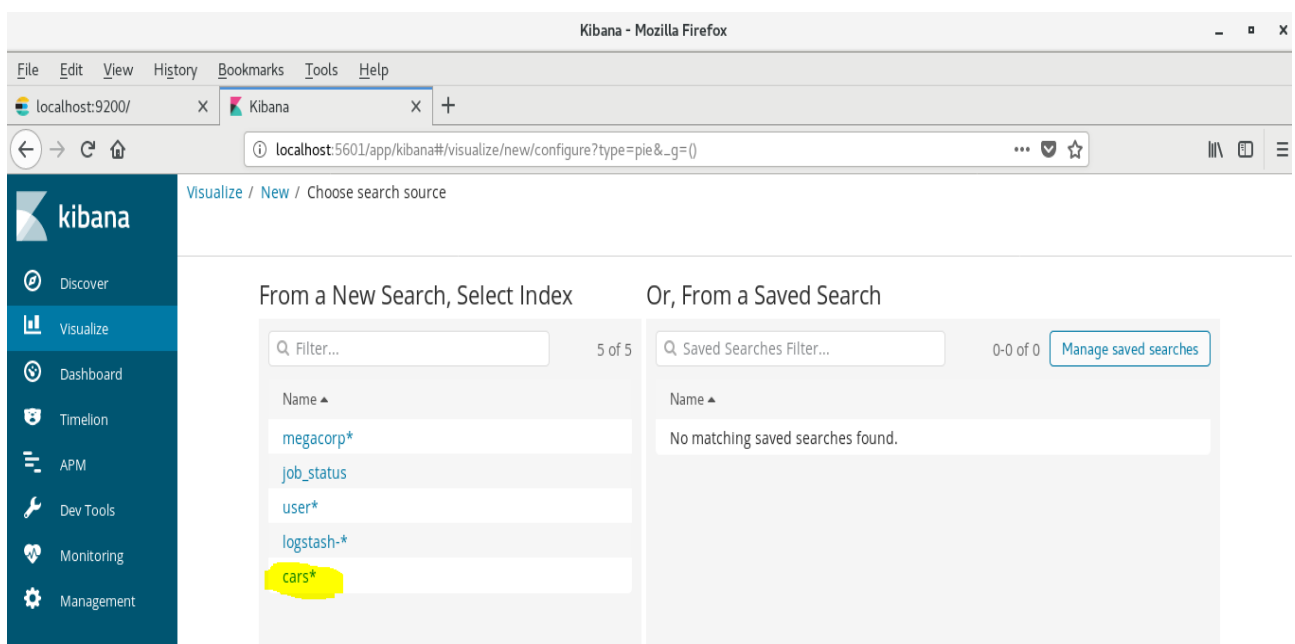 Kibana - Mozilla Firefox
File Edit View History Bookmarks Tools Help
localhost:9200/
Kibana
localhost:5601/app/kibana#/visualize/new/configure?type=pie&_g=()
kibana
Discover
Visualize
Dashboard
Timelion
APM
Dev Tools
Monitoring
Management
Visualize / New / Choose search source
From a New Search, Select Index
Filter...
5 of 5
Name
megacorp*
job_status
user*
logstash-*
cars*
Or, From a Saved Search
Saved Searches Filter...
0-0 of 0
Manage saved searches
Name
No matching saved searches found.